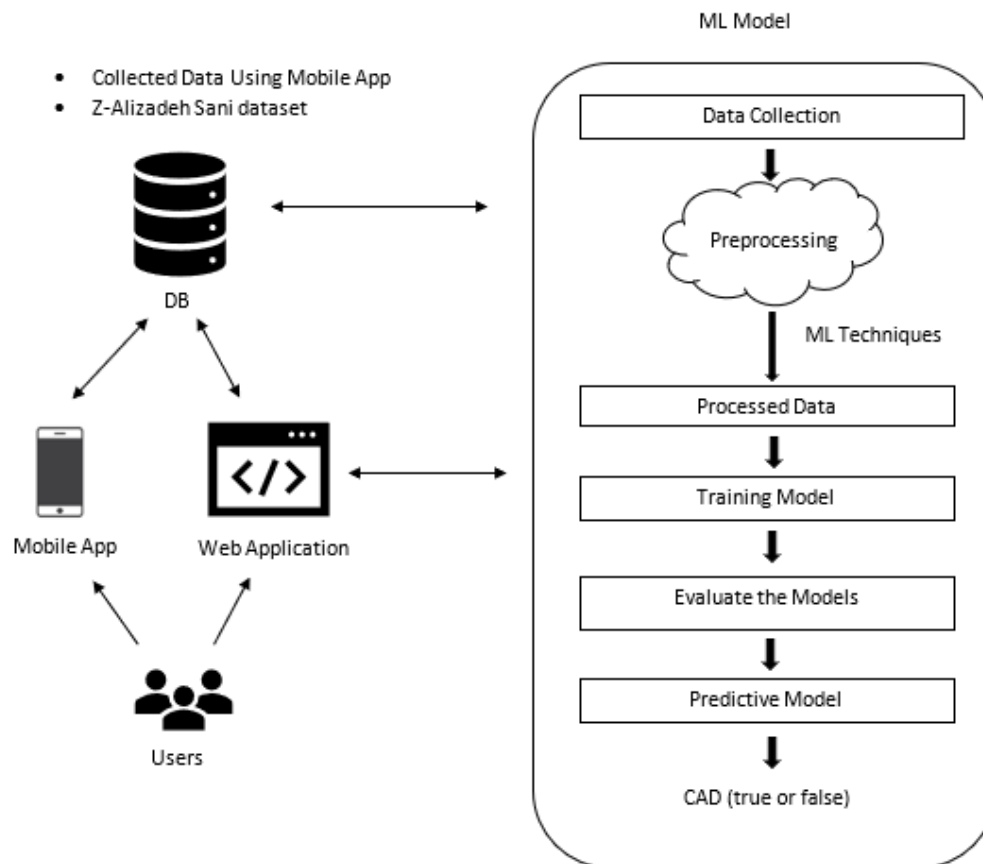 ML Model
Collected Data Using Mobile App
Z-Alizadeh Sani dataset
DB
Mobile App
Web Application
Users
Data Collection
Preprocessing
ML Techniques
Processed Data
Training Model
Evaluate the Models
Predictive Model
CAD (true or false)